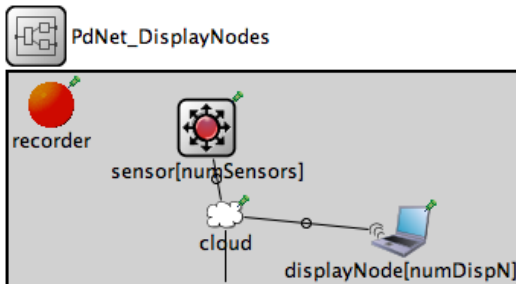 PdNet_DisplayNodes
recorder
sensor[numSensors]
cloud
displayNode[numDispN]